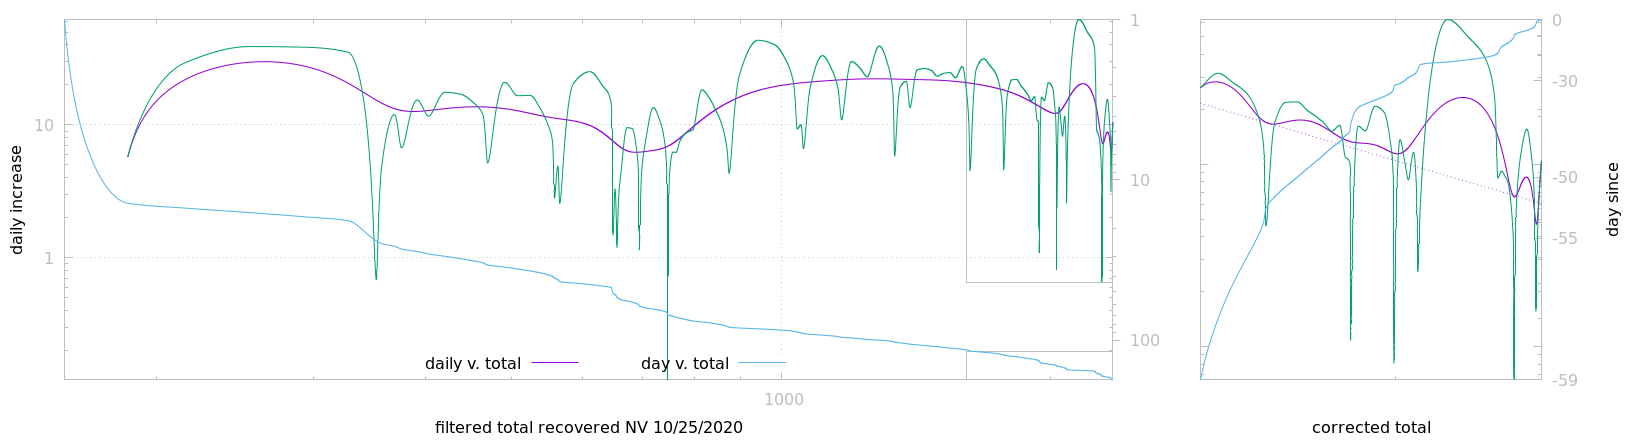 1
0
-30
10
daily increase
10
-50
day since
1
-55
100
daily v. total
day v. total
-59
1000
filtered total recovered NV 10/25/2020
corrected total